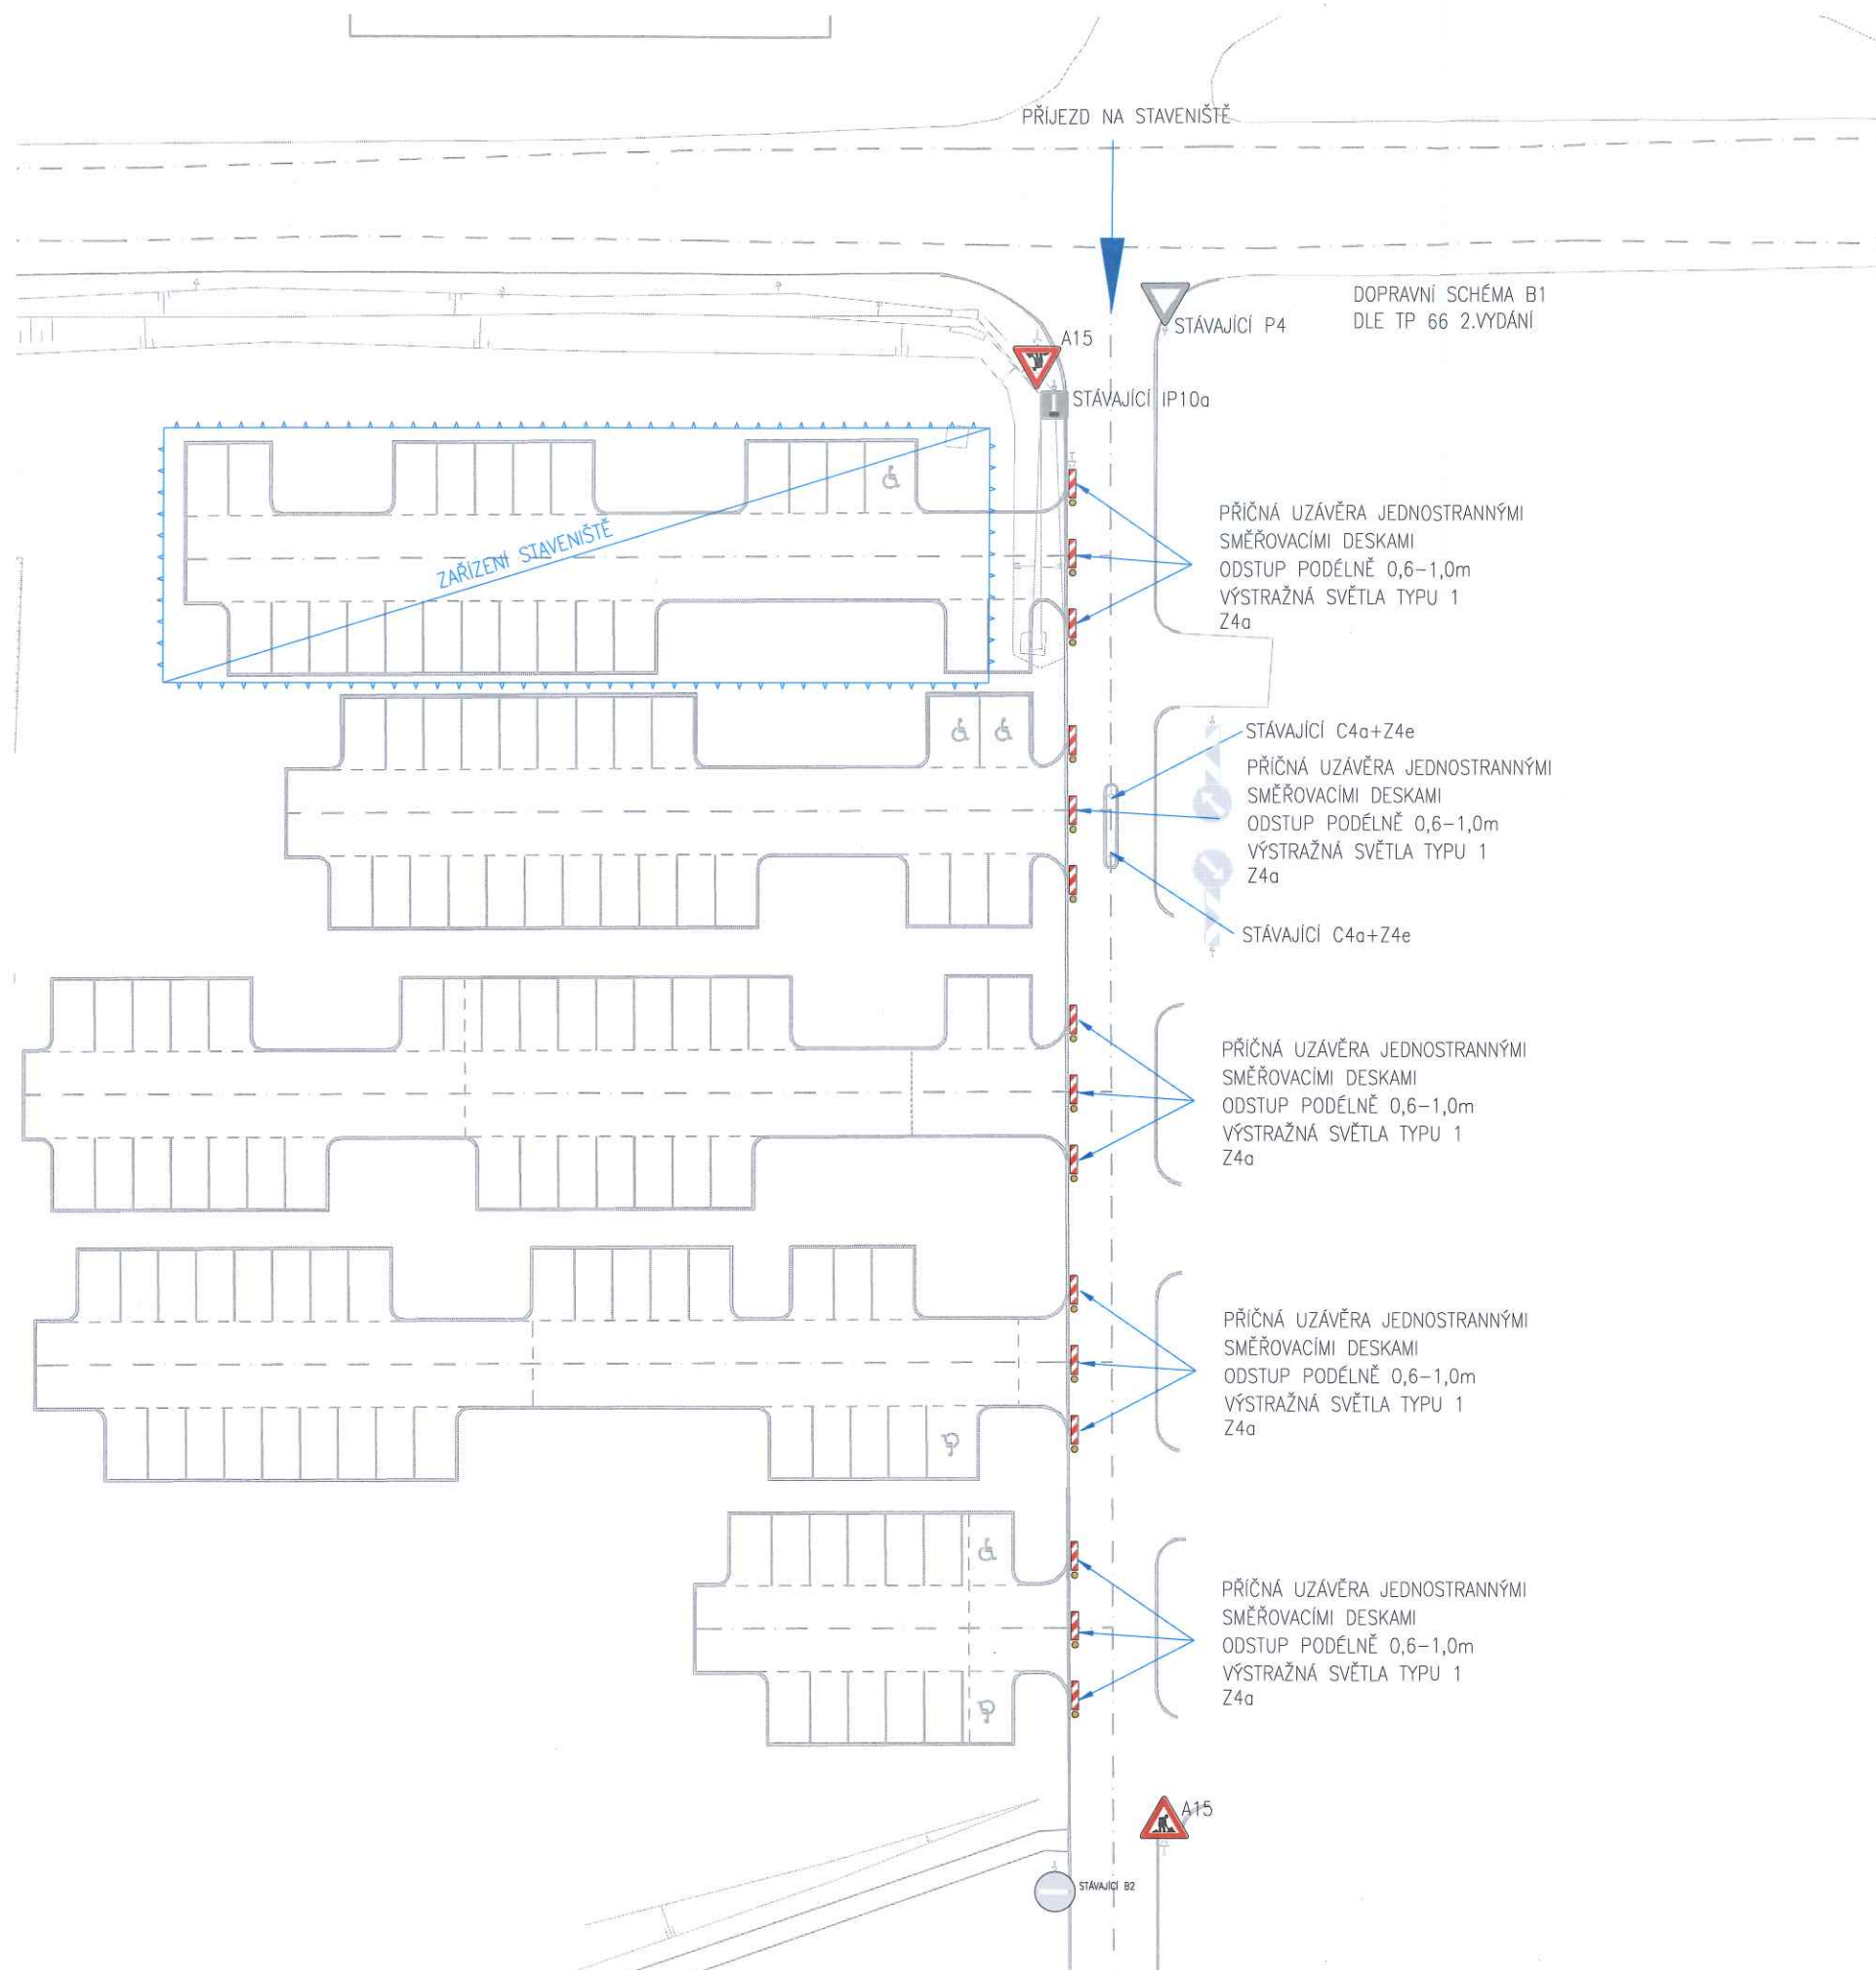 PŘÍJEZD NA STAVENIŠTĚ
DOPRAVNÍ SCHÉMA B1
DLE TP 66 2.VYDÁNÍ
STÁVAJÍCÍ P4
A15
STÁVAJÍCÍ IP10a
ZAŘÍZENÍ STAVENIŠTĚ
PŘÍČNÁ UZÁVĚRA JEDNOSTRANNÝMI
SMĚŘOVACÍMI DESKAMI
ODSTUP PODÉLNĚ 0,6-1,0m
VÝSTRAŽNÁ SVĚTLA TYPU 1
Z4a
STÁVAJÍCÍ C4a+Z4e
PŘÍČNÁ UZÁVĚRA JEDNOSTRANNÝMI
SMĚŘOVACÍMI DESKAMI
ODSTUP PODÉLNĚ 0,6-1,0m
VÝSTRAŽNÁ SVĚTLA TYPU 1
Z4a
STÁVAJÍCÍ C4a+Z4e
PŘÍČNÁ UZÁVĚRA JEDNOSTRANNÝMI
SMĚŘOVACÍMI DESKAMI
ODSTUP PODÉLNĚ 0,6-1,0m
VÝSTRAŽNÁ SVĚTLA TYPU 1
Z4a
PŘÍČNÁ UZÁVĚRA JEDNOSTRANNÝMI
SMĚŘOVACÍMI DESKAMI
ODSTUP PODÉLNĚ 0,6-1,0m
VÝSTRAŽNÁ SVĚTLA TYPU 1
Z4a
PŘÍČNÁ UZÁVĚRA JEDNOSTRANNÝMI
SMĚŘOVACÍMI DESKAMI
ODSTUP PODÉLNĚ 0,6-1,0m
VÝSTRAŽNÁ SVĚTLA TYPU 1
Z4a
A15
STÁVAJÍCÍ B2